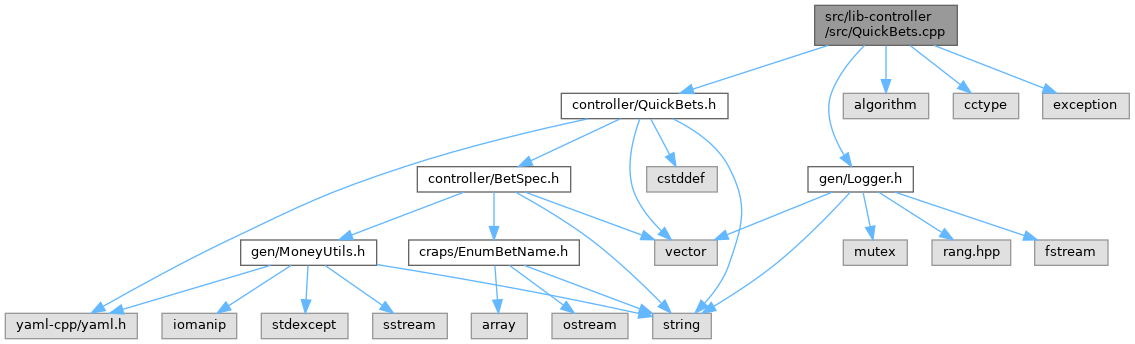 src/lib-controller
/src/QuickBets.cpp
controller/QuickBets.h
algorithm
cctype
exception
controller/BetSpec.h
cstddef
gen/Logger.h
gen/MoneyUtils.h
craps/EnumBetName.h
vector
mutex
rang.hpp
fstream
yaml-cpp/yaml.h
iomanip
stdexcept
sstream
array
ostream
string